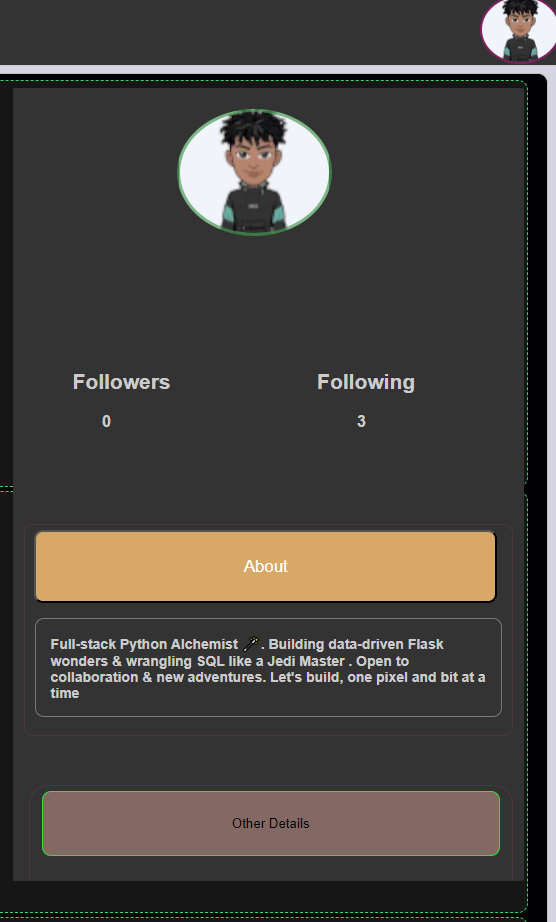 Followers Following
0 3
About
Full-stack Python Alchemist 🪄. Building data-driven Flask
wonders & wrangling SQL like a Jedi Master . Open to
collaboration & new adventures. Let's build, one pixel and bit at a
time
Other Details